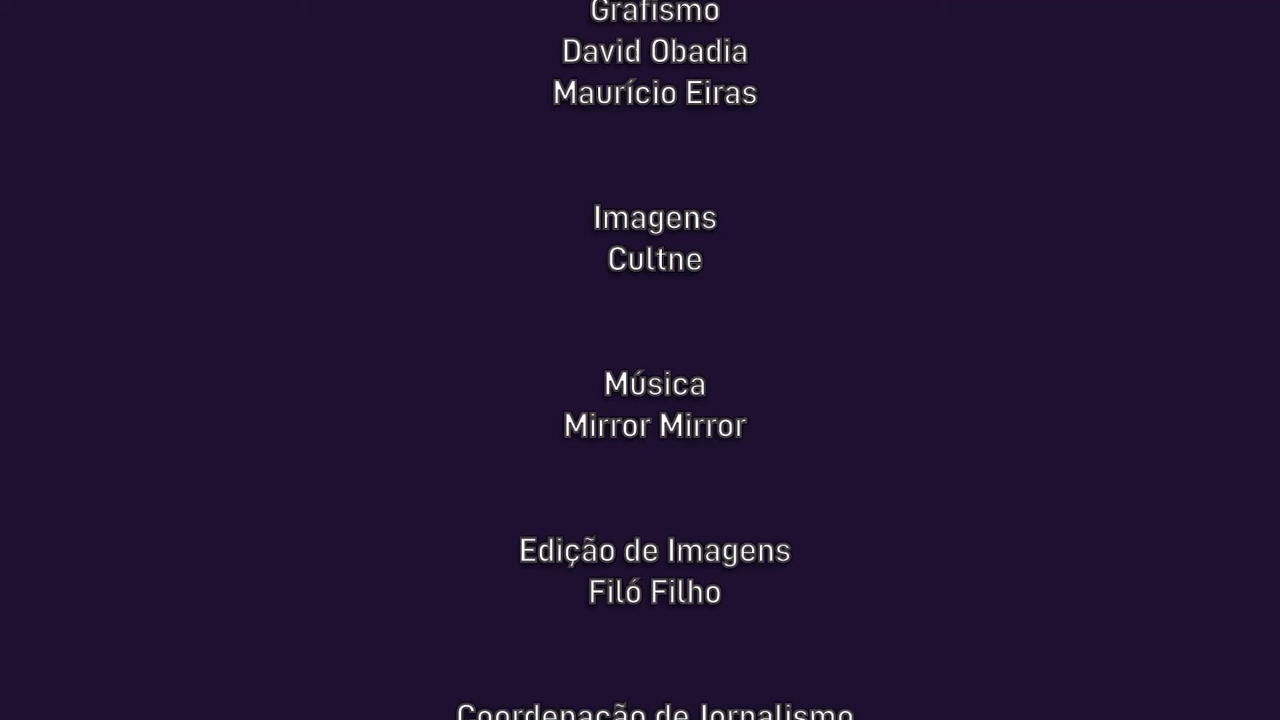 Grafismo
David Obadia
Maurício Eiras
Imagens
Cultne
Música
Mirror Mirror
Edição de Imagens
Filó Filho
Coordenação de Jornalismo